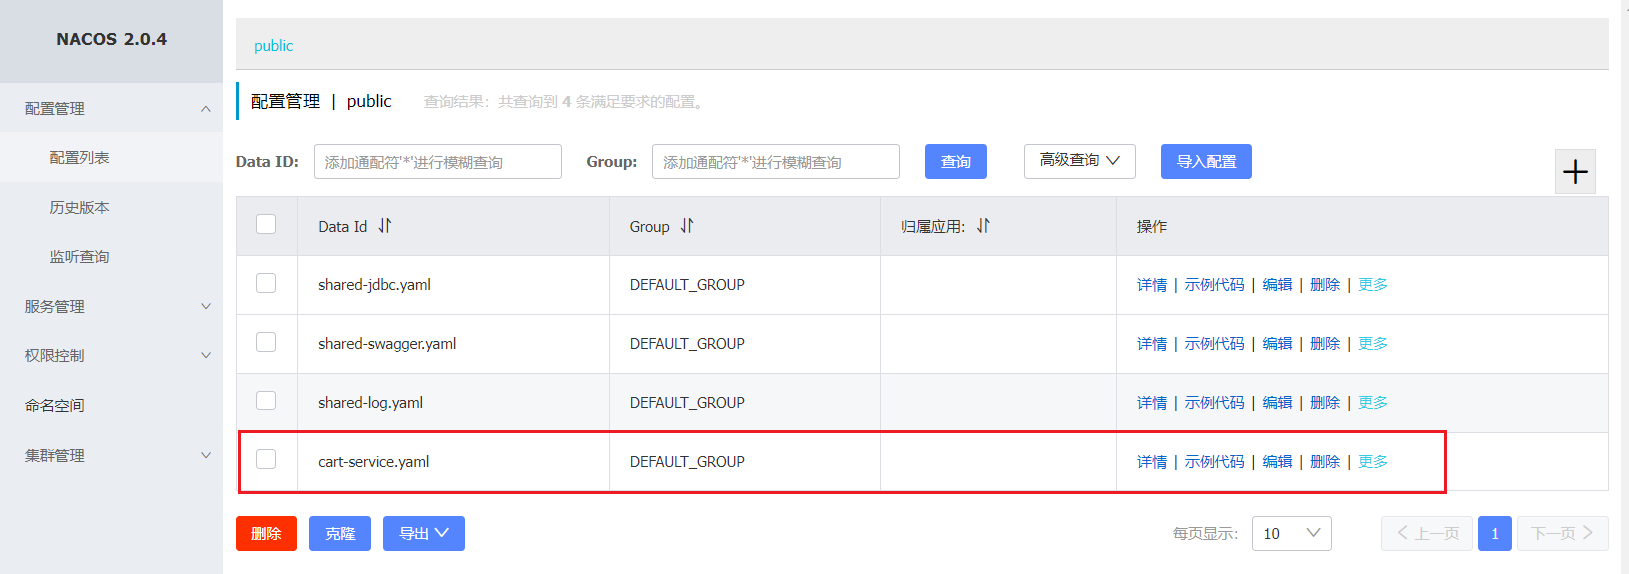 NACOS 2.0.4
配置管理
配置列表
历史版本
监听查询
服务管理
权限控制
命名空间
集群管理
public
配置管理 | public 查询结果：共查询到 4 条满足要求的配置。
Data ID: 添加通配符'*'进行模糊查询 Group: 添加通配符'*'进行模糊查询 查询 高级查询 导入配置
Data Id Group 归属应用: 操作
shared-jdbc.yaml DEFAULT_GROUP 详情 | 示例代码 | 编辑 | 删除 | 更多
shared-swagger.yaml DEFAULT_GROUP 详情 | 示例代码 | 编辑 | 删除 | 更多
shared-log.yaml DEFAULT_GROUP 详情 | 示例代码 | 编辑 | 删除 | 更多
cart-service.yaml DEFAULT_GROUP 详情 | 示例代码 | 编辑 | 删除 | 更多
删除 克隆 导出 每页显示: 10 上一页 1 下一页